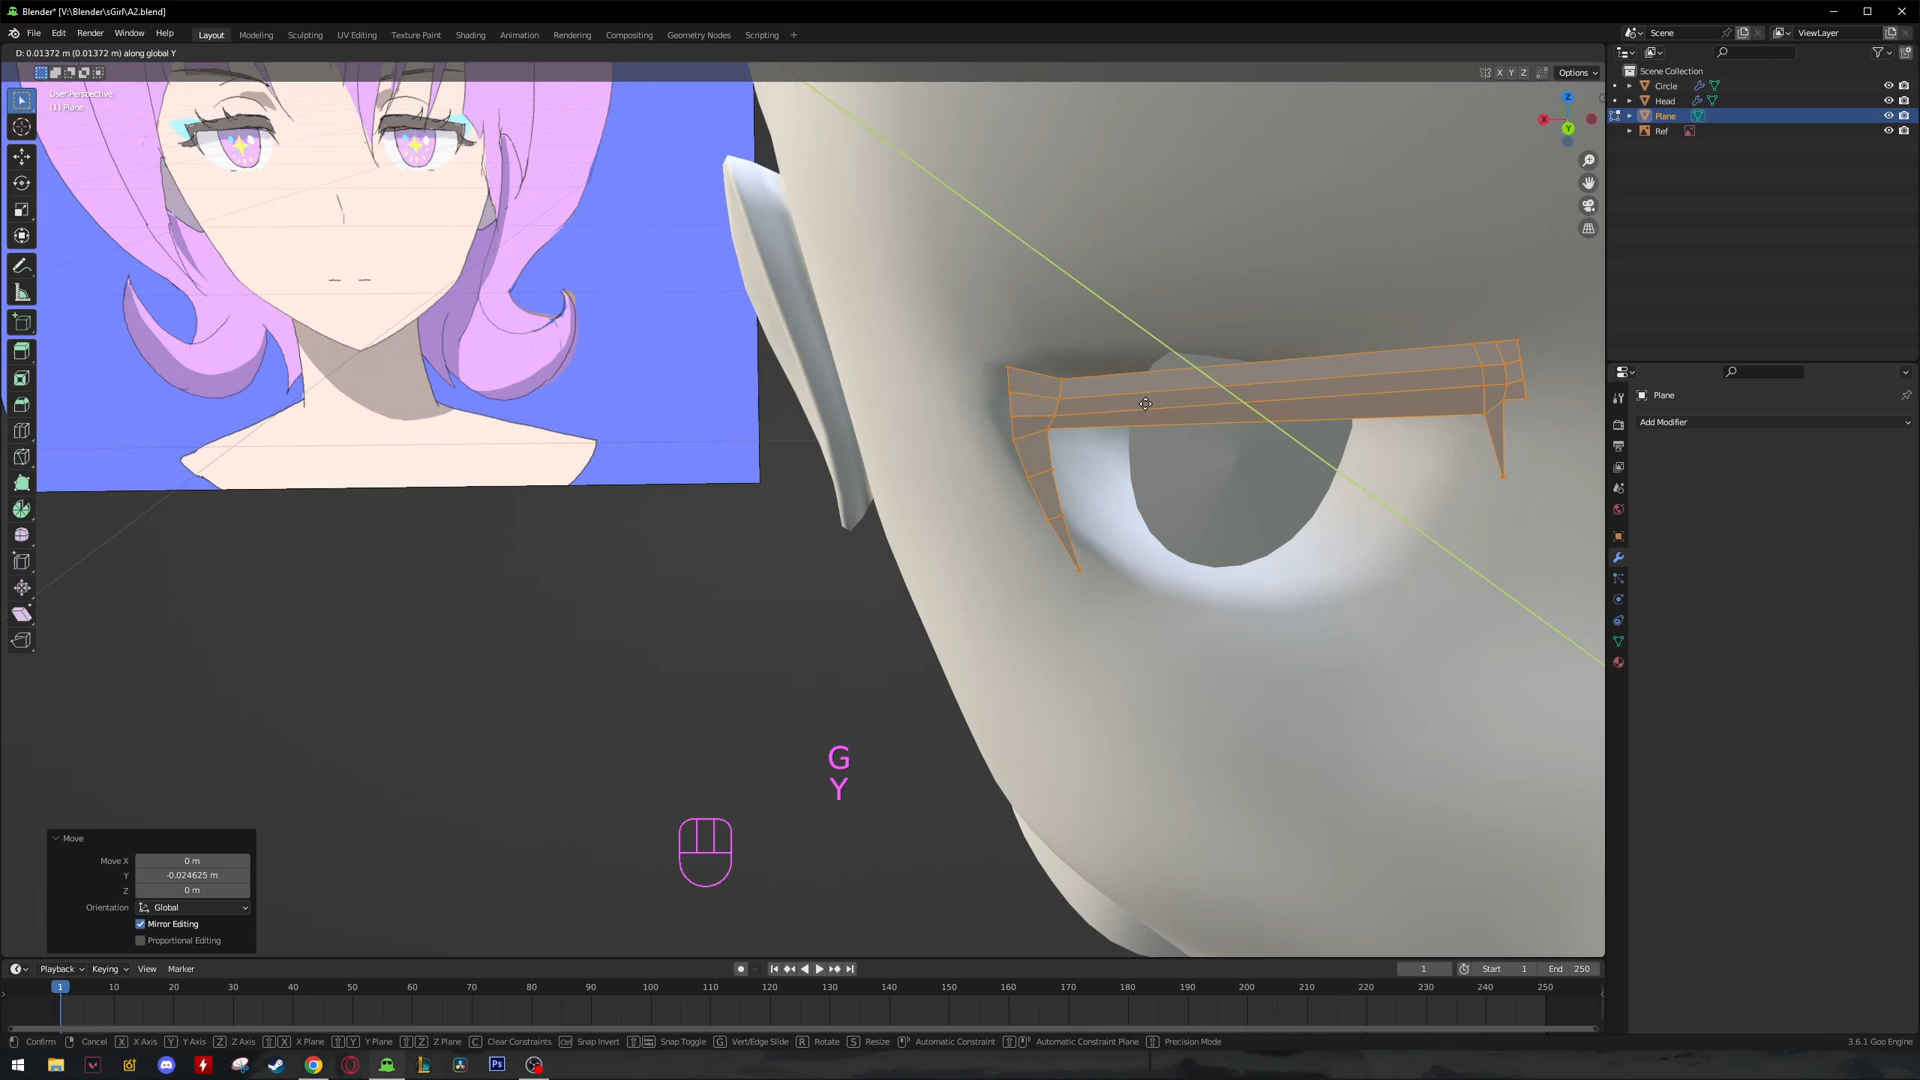 Blender* [V:\Blender\sGirl\A2.blend]
File Edit Render Window Help Layout Modeling Sculpting UV Editing Texture Paint Shading Animation Rendering Compositing Geometry Nodes Scripting + Scene ViewLayer
D: 0.01372 m (0.01372 m) along global Y
X Y Z Options
Scene Collection
Circle
Head
Plane
Ref
User Perspective
(1) Plane
Z
X
Y
Plane
Add Modifier
G
Y
Move
Move X 0 m
Y -0.024625 m
Z 0 m
Orientation Global
Mirror Editing
Proportional Editing
Playback Keying View Marker 1 Start 1 End 250
1 10 20 30 40 50 60 70 80 90 100 110 120 130 140 150 160 170 180 190 200 210 220 230 240 250
Confirm Cancel X X Axis Y Y Axis Z Z Axis X X Plane Y Y Plane Z Z Plane C Clear Constraints Ctrl Snap Invert Snap Toggle G Vert/Edge Slide R Rotate S Resize Automatic Constraint Automatic Constraint Plane Precision Mode 3.6.1 Goo Engine
Ps